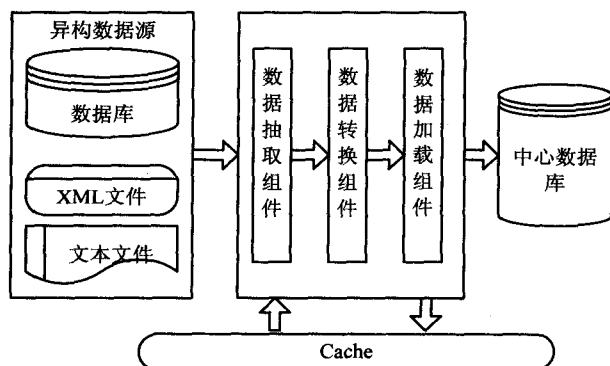 异构数据源
数据库
XML文件
文本文件
数据抽取组件
数据转换组件
数据加载组件
中心数据
库
Cache